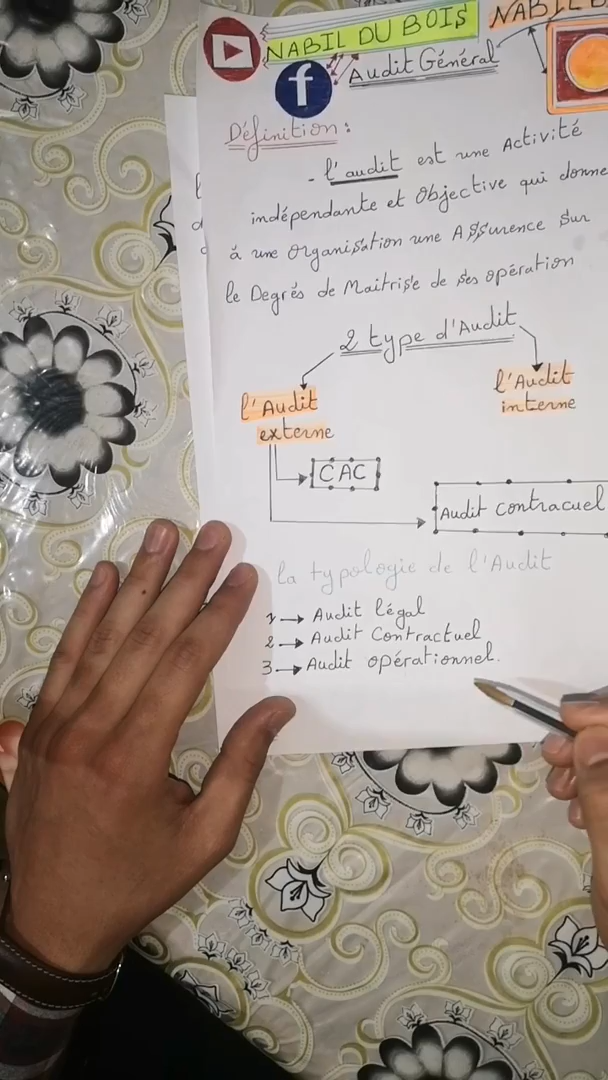 NABIL DU BOIS
NABIL
f
Audit Général
Définition :
- l'audit est une Activité
indépendante et Objective qui donne
à une Organisation une Assurence Sur
le Degrés de Maitrise de ses opération
2 type d'Audit
l'Audit
externe
l'Audit
interne
CAC
Audit Contracuel
la typologie de l'Audit
1 → Audit légal
2 → Audit Contractuel
3 → Audit opérationnel.